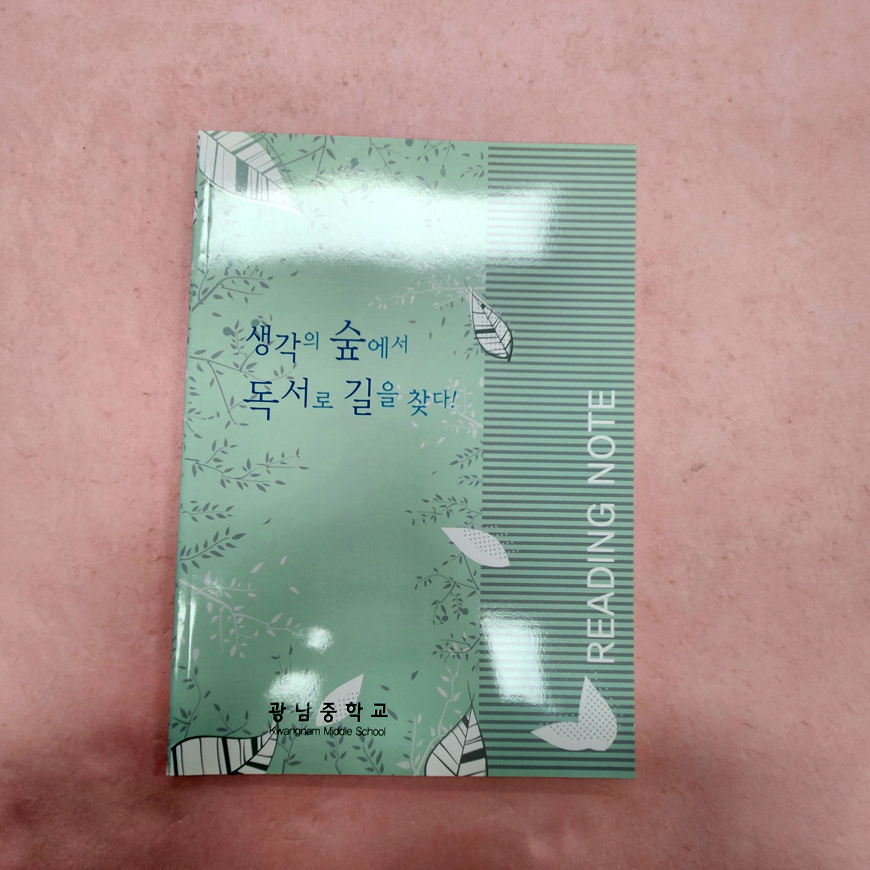 생각의 숲에서
독서로 길을 찾다!
READING NOTE
광남중학교
Kwangnam Middle School